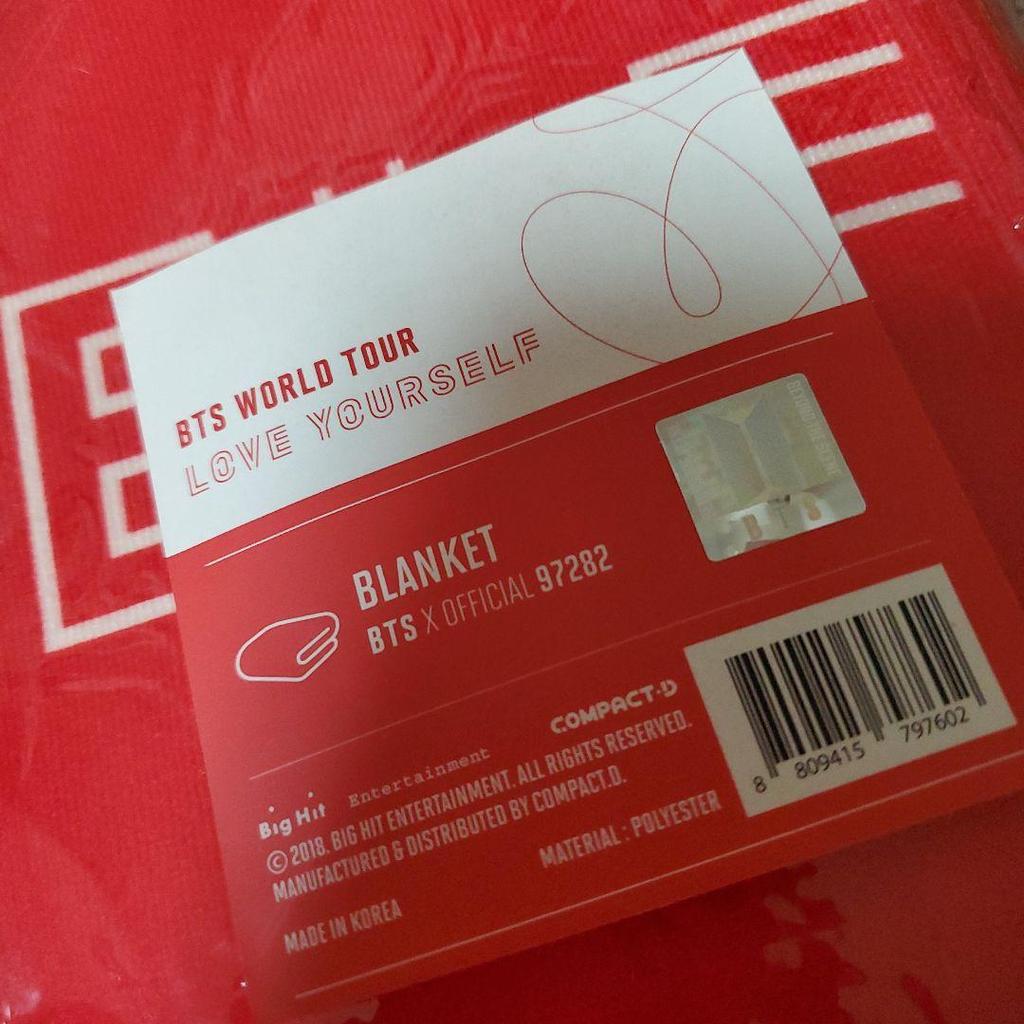 BTS WORLD TOUR
LOVE YOURSELF
BLANKET
BTS X OFFICIAL 97282
BTS
COMPACT·D
Big Hit Entertainment
© 2018. BIG HIT ENTERTAINMENT. ALL RIGHTS RESERVED.
MANUFACTURED & DISTRIBUTED BY COMPACT.D.
MATERIAL : POLYESTER
MADE IN KOREA
8 809415 797602